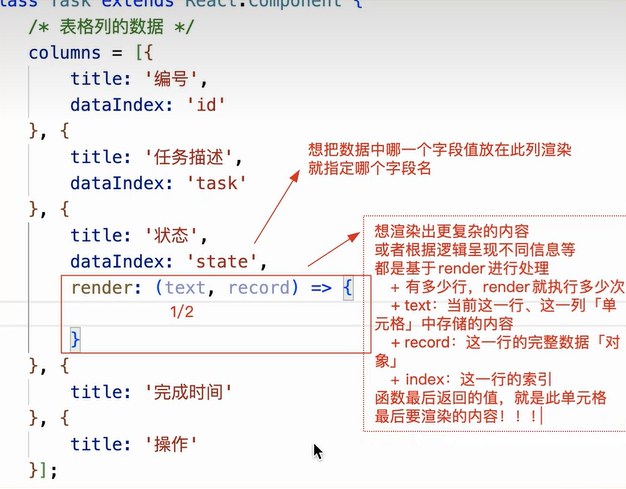 class Task extends React.Component {
/* 表格列的数据 */
columns = [{
title: '编号',
dataIndex: 'id'
}, {
title: '任务描述',
dataIndex: 'task'
}, {
title: '状态',
dataIndex: 'state',
render: (text, record) => {
1/2
}
}, {
title: '完成时间'
}, {
title: '操作'
}];
想把数据中哪一个字段值放在此列渲染
就指定哪个字段名
想渲染出更复杂的内容
或者根据逻辑呈现不同信息等
都是基于render进行处理
+ 有多少行，render就执行多少次
+ text：当前这一行、这一列「单
元格」中存储的内容
+ record：这一行的完整数据「对
象」
+ index：这一行的索引
函数最后返回的值，就是此单元格
最后要渲染的内容！！！